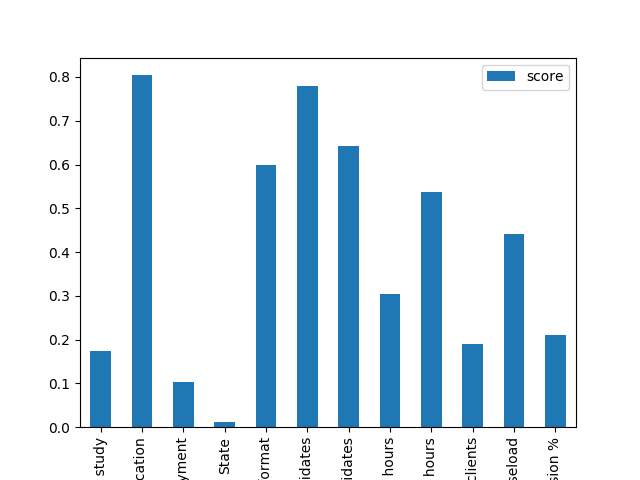 score
0.8
0.7
0.6
0.5
0.4
0.3
0.2
0.1
0.0
study
cation
yment
State
format
idates
idates
hours
hours
clients
seload
sion %